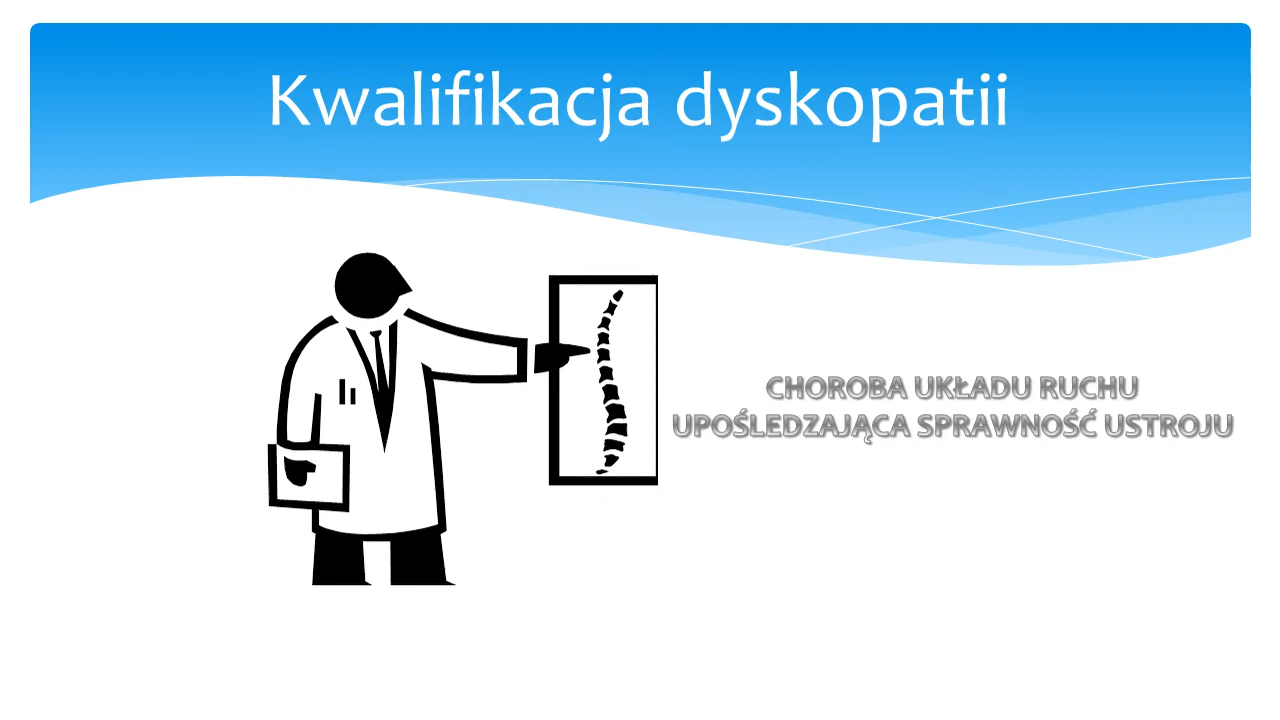 Kwalifikacja dyskopatii
CHOROBA UKŁADU RUCHU
UPOŚLEDZAJĄCA SPRAWNOŚĆ USTROJU